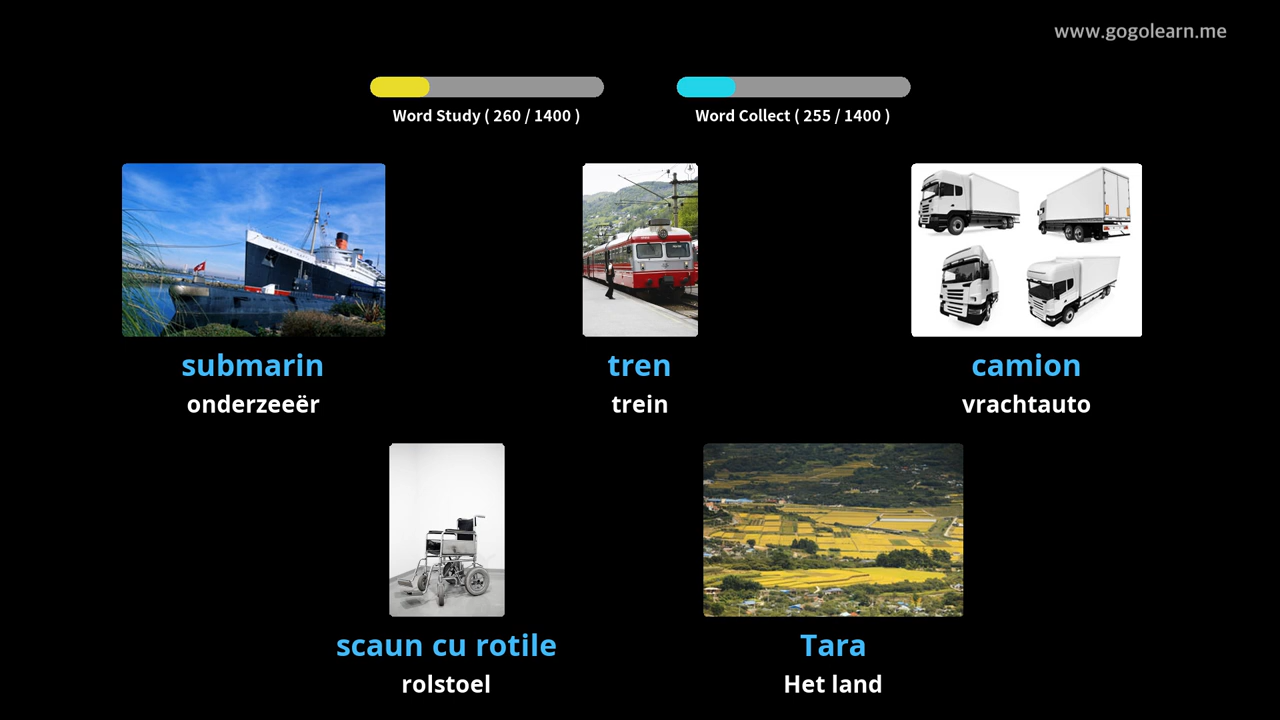 www.gogolearn.me
Word Study ( 260 / 1400 )
Word Collect ( 255 / 1400 )
submarin
onderzeeër
tren
trein
camion
vrachtauto
scaun cu rotile
rolstoel
Tara
Het land